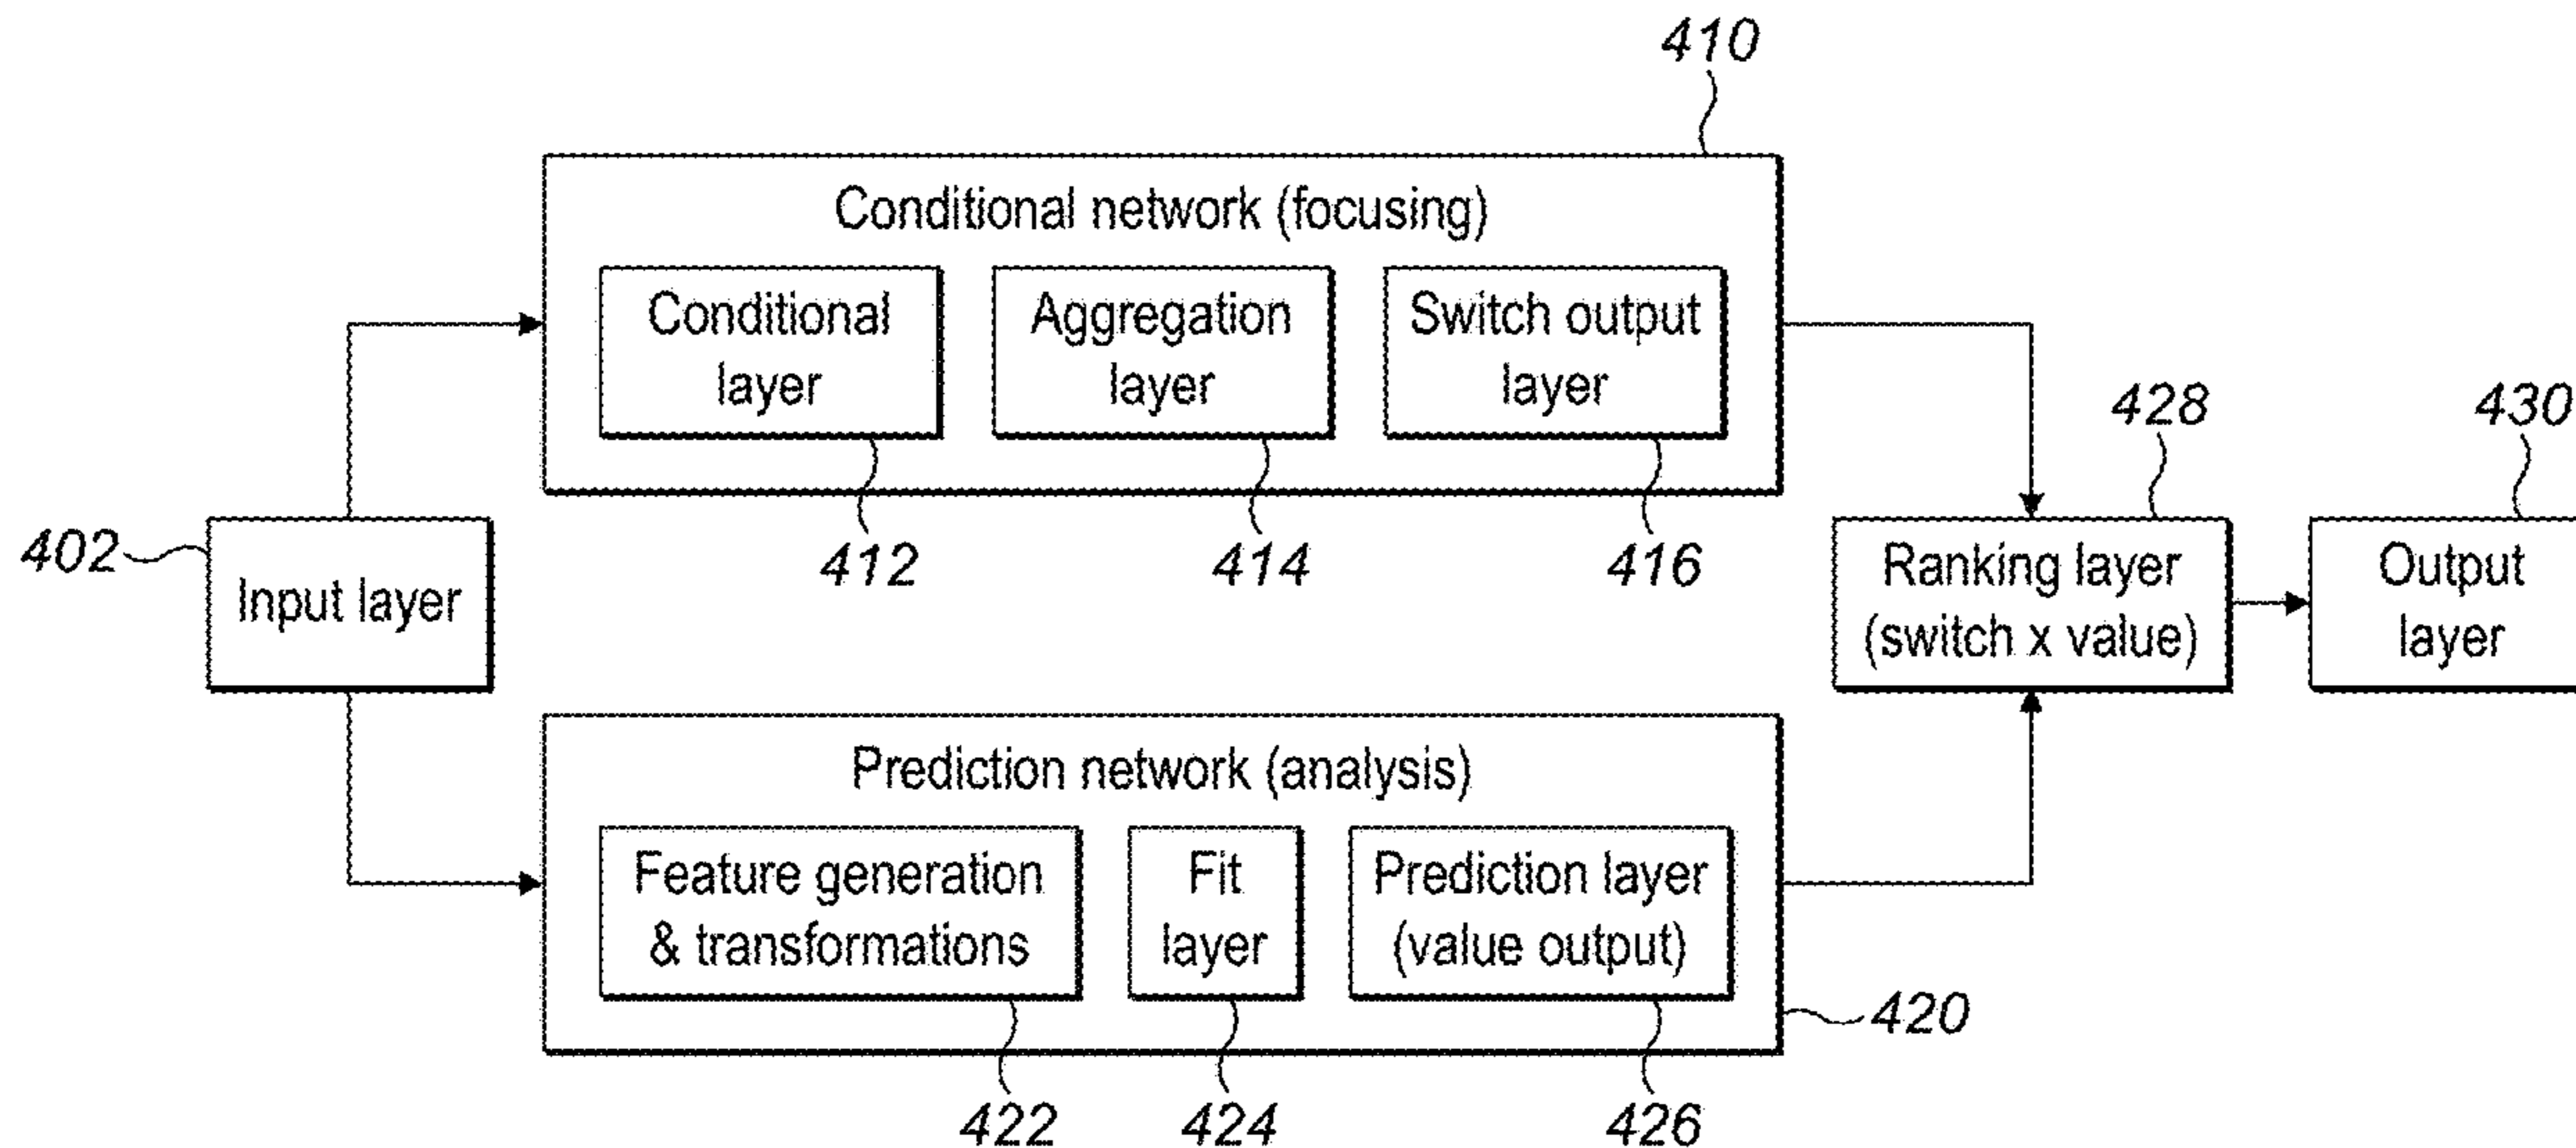 410
Conditional network (focusing)
Conditional
layer
Aggregation
layer
Switch output
layer
412
414
416
402
Input layer
428
430
Ranking layer
(switch x value)
Output
layer
Prediction network (analysis)
Feature generation
& transformations
Fit
layer
Prediction layer
(value output)
420
422
424
426